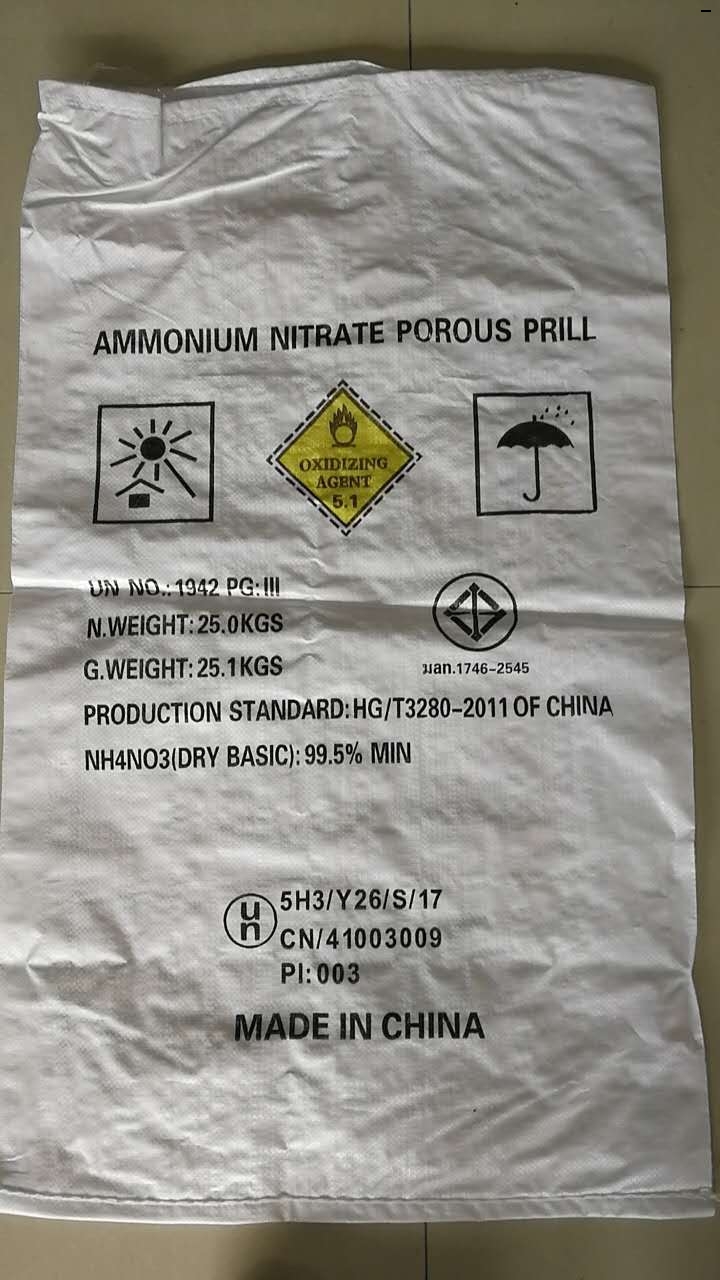 AMMONIUM NITRATE POROUS PRILL
OXIDIZING
AGENT
5.1
UN NO.: 1942 PG: III
N.WEIGHT: 25.0KGS
G.WEIGHT: 25.1KGS
มอก.1746-2545
PRODUCTION STANDARD: HG/T3280-2011 OF CHINA
NH4NO3(DRY BASIC): 99.5% MIN
un
5H3/Y26/S/17
CN/41003009
PI: 003
MADE IN CHINA